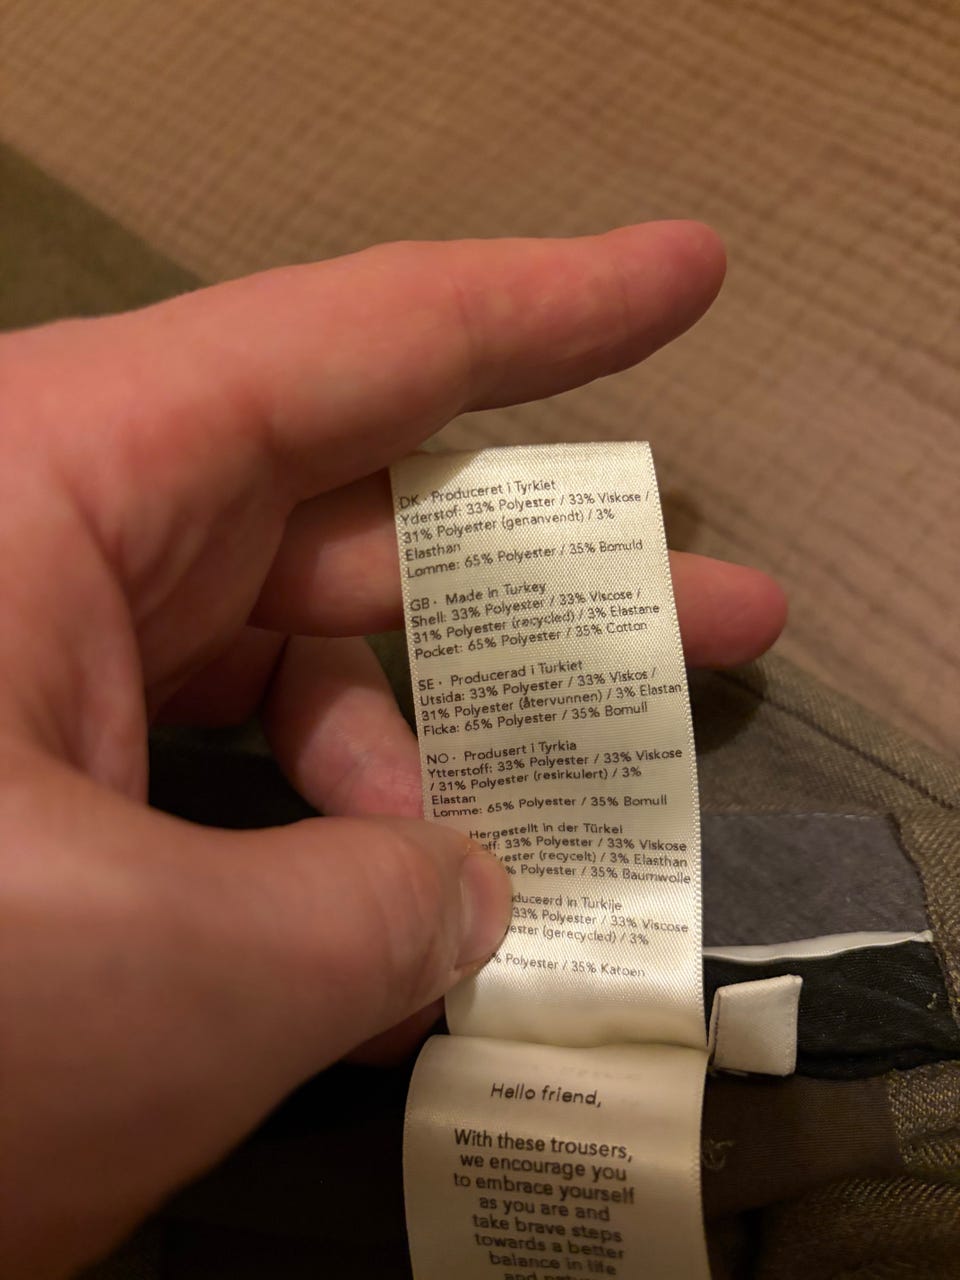 DK · Produceret i Tyrkiet
Yderstof: 33% Polyester / 33% Viskose /
31% Polyester (genanvendt) / 3%
Elasthan
Lomme: 65% Polyester / 35% Bomuld
GB · Made in Turkey
Shell: 33% Polyester / 33% Viscose /
31% Polyester (recycled) / 3% Elastane
Pocket: 65% Polyester / 35% Cotton
SE · Producerad i Turkiet
Utsida: 33% Polyester / 33% Viskos /
31% Polyester (återvunnen) / 3% Elastan
Ficka: 65% Polyester / 35% Bomull
NO · Produsert i Tyrkia
Ytterstoff: 33% Polyester / 33% Viskose
/ 31% Polyester (resirkulert) / 3%
Elastan
Lomme: 65% Polyester / 35% Bomull
Hergestellt in der Türkei
33% Polyester / 33% Viskose
(recycelt) / 3% Elasthan
% Polyester / 35% Baumwolle
in Turkije
33% Polyester / 33% Viscose
(gerecycled) / 3%
% Polyester / 35% Katoen
Hello friend,
With these trousers,
we encourage you
to embrace yourself
as you are and
take brave steps
towards a better
balance in life
and